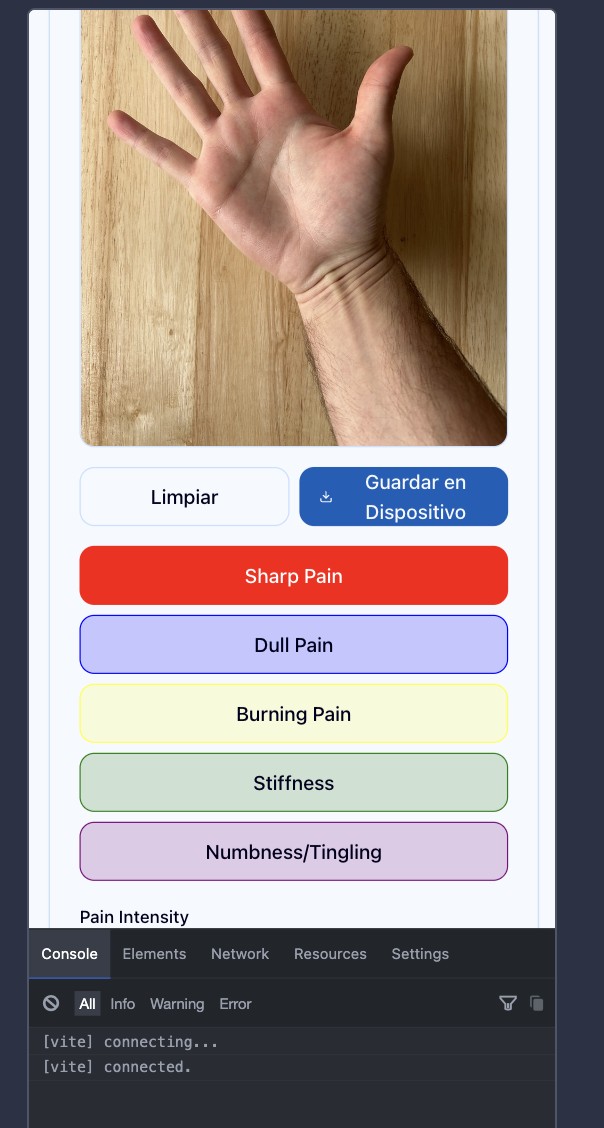 Limpiar
Guardar en
Dispositivo
Sharp Pain
Dull Pain
Burning Pain
Stiffness
Numbness/Tingling
Pain Intensity
Console Elements Network Resources Settings
All Info Warning Error
[vite] connecting...
[vite] connected.